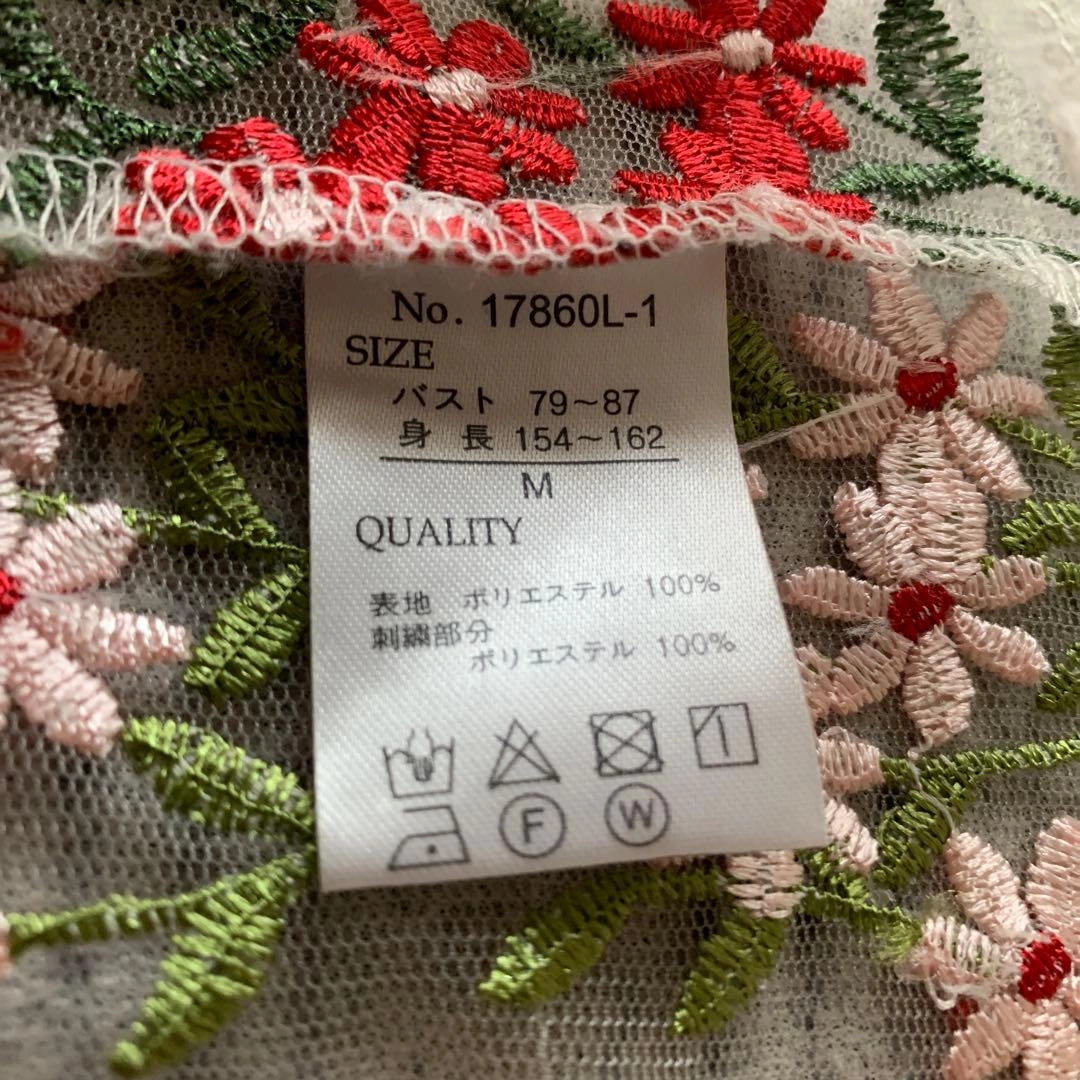 No. 17860L-1
SIZE
バスト 79~87
身 長 154~162
M
QUALITY
表地 ポリエステル 100%
刺繍部分
ポリエステル 100%
F W